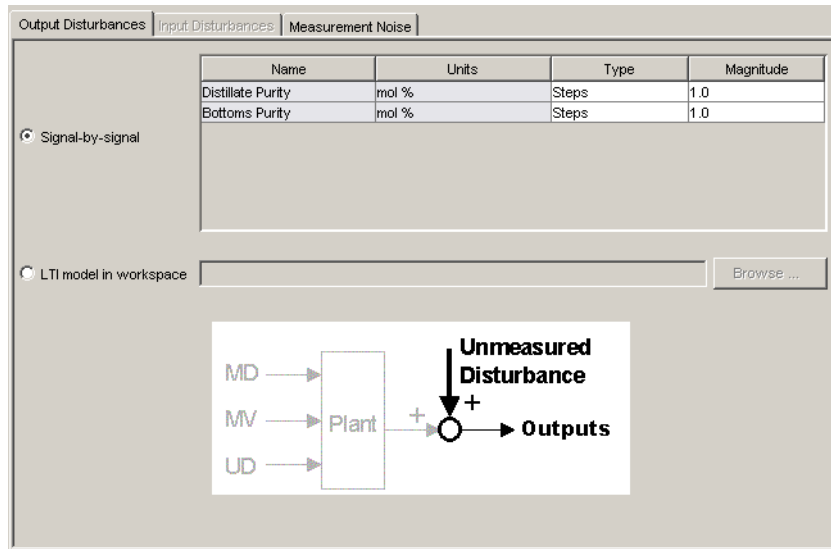 Output Disturbances Input Disturbances Measurement Noise
Name Units Type Magnitude
Distillate Purity mol % Steps 1.0
Bottoms Purity mol % Steps 1.0
Signal-by-signal
LTI model in workspace Browse ...
Unmeasured
Disturbance
MD
+
MV Plant + Outputs
UD